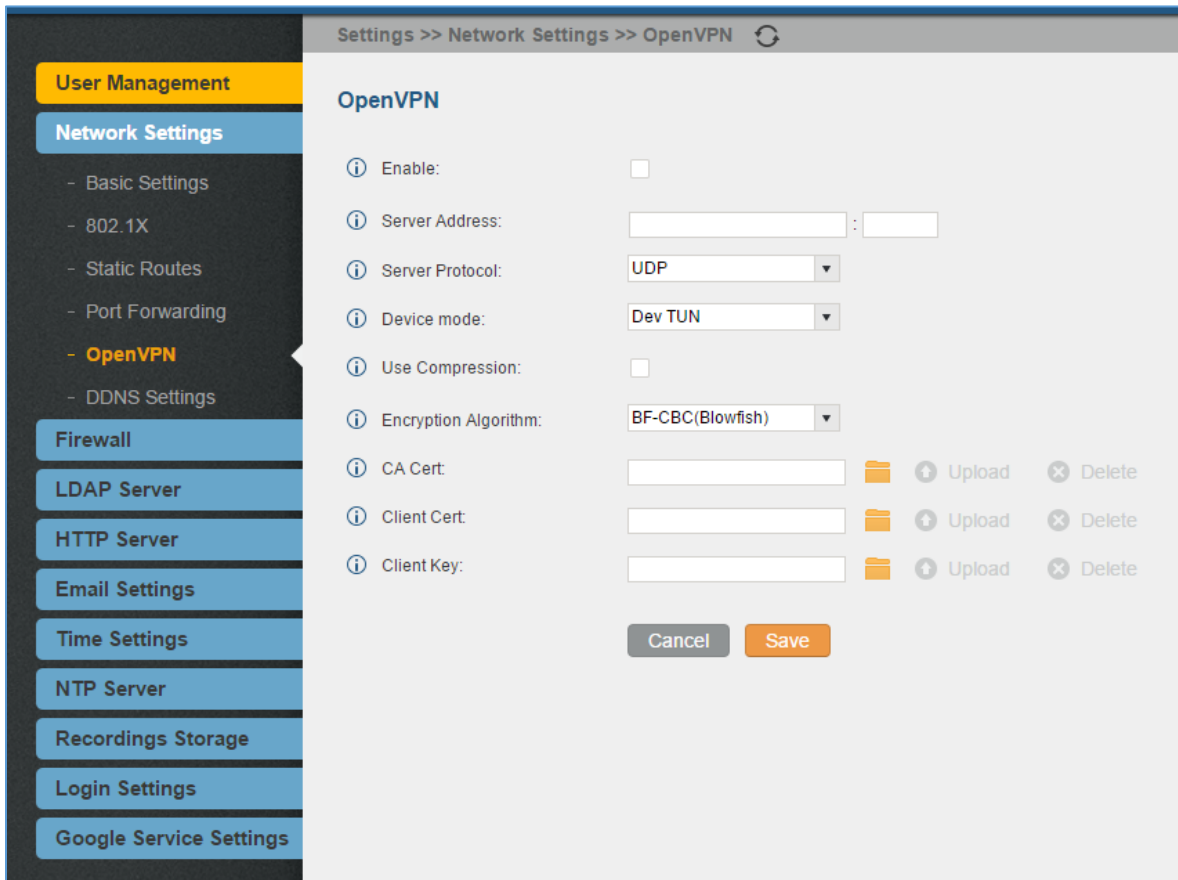 Settings >> Network Settings >> OpenVPN
User Management
Network Settings
- Basic Settings
- 802.1X
- Static Routes
- Port Forwarding
- OpenVPN
- DDNS Settings
Firewall
LDAP Server
HTTP Server
Email Settings
Time Settings
NTP Server
Recordings Storage
Login Settings
Google Service Settings
OpenVPN
Enable:
Server Address: :
Server Protocol: UDP
Device mode: Dev TUN
Use Compression:
Encryption Algorithm: BF-CBC(Blowfish)
CA Cert: Upload Delete
Client Cert: Upload Delete
Client Key: Upload Delete
Cancel Save